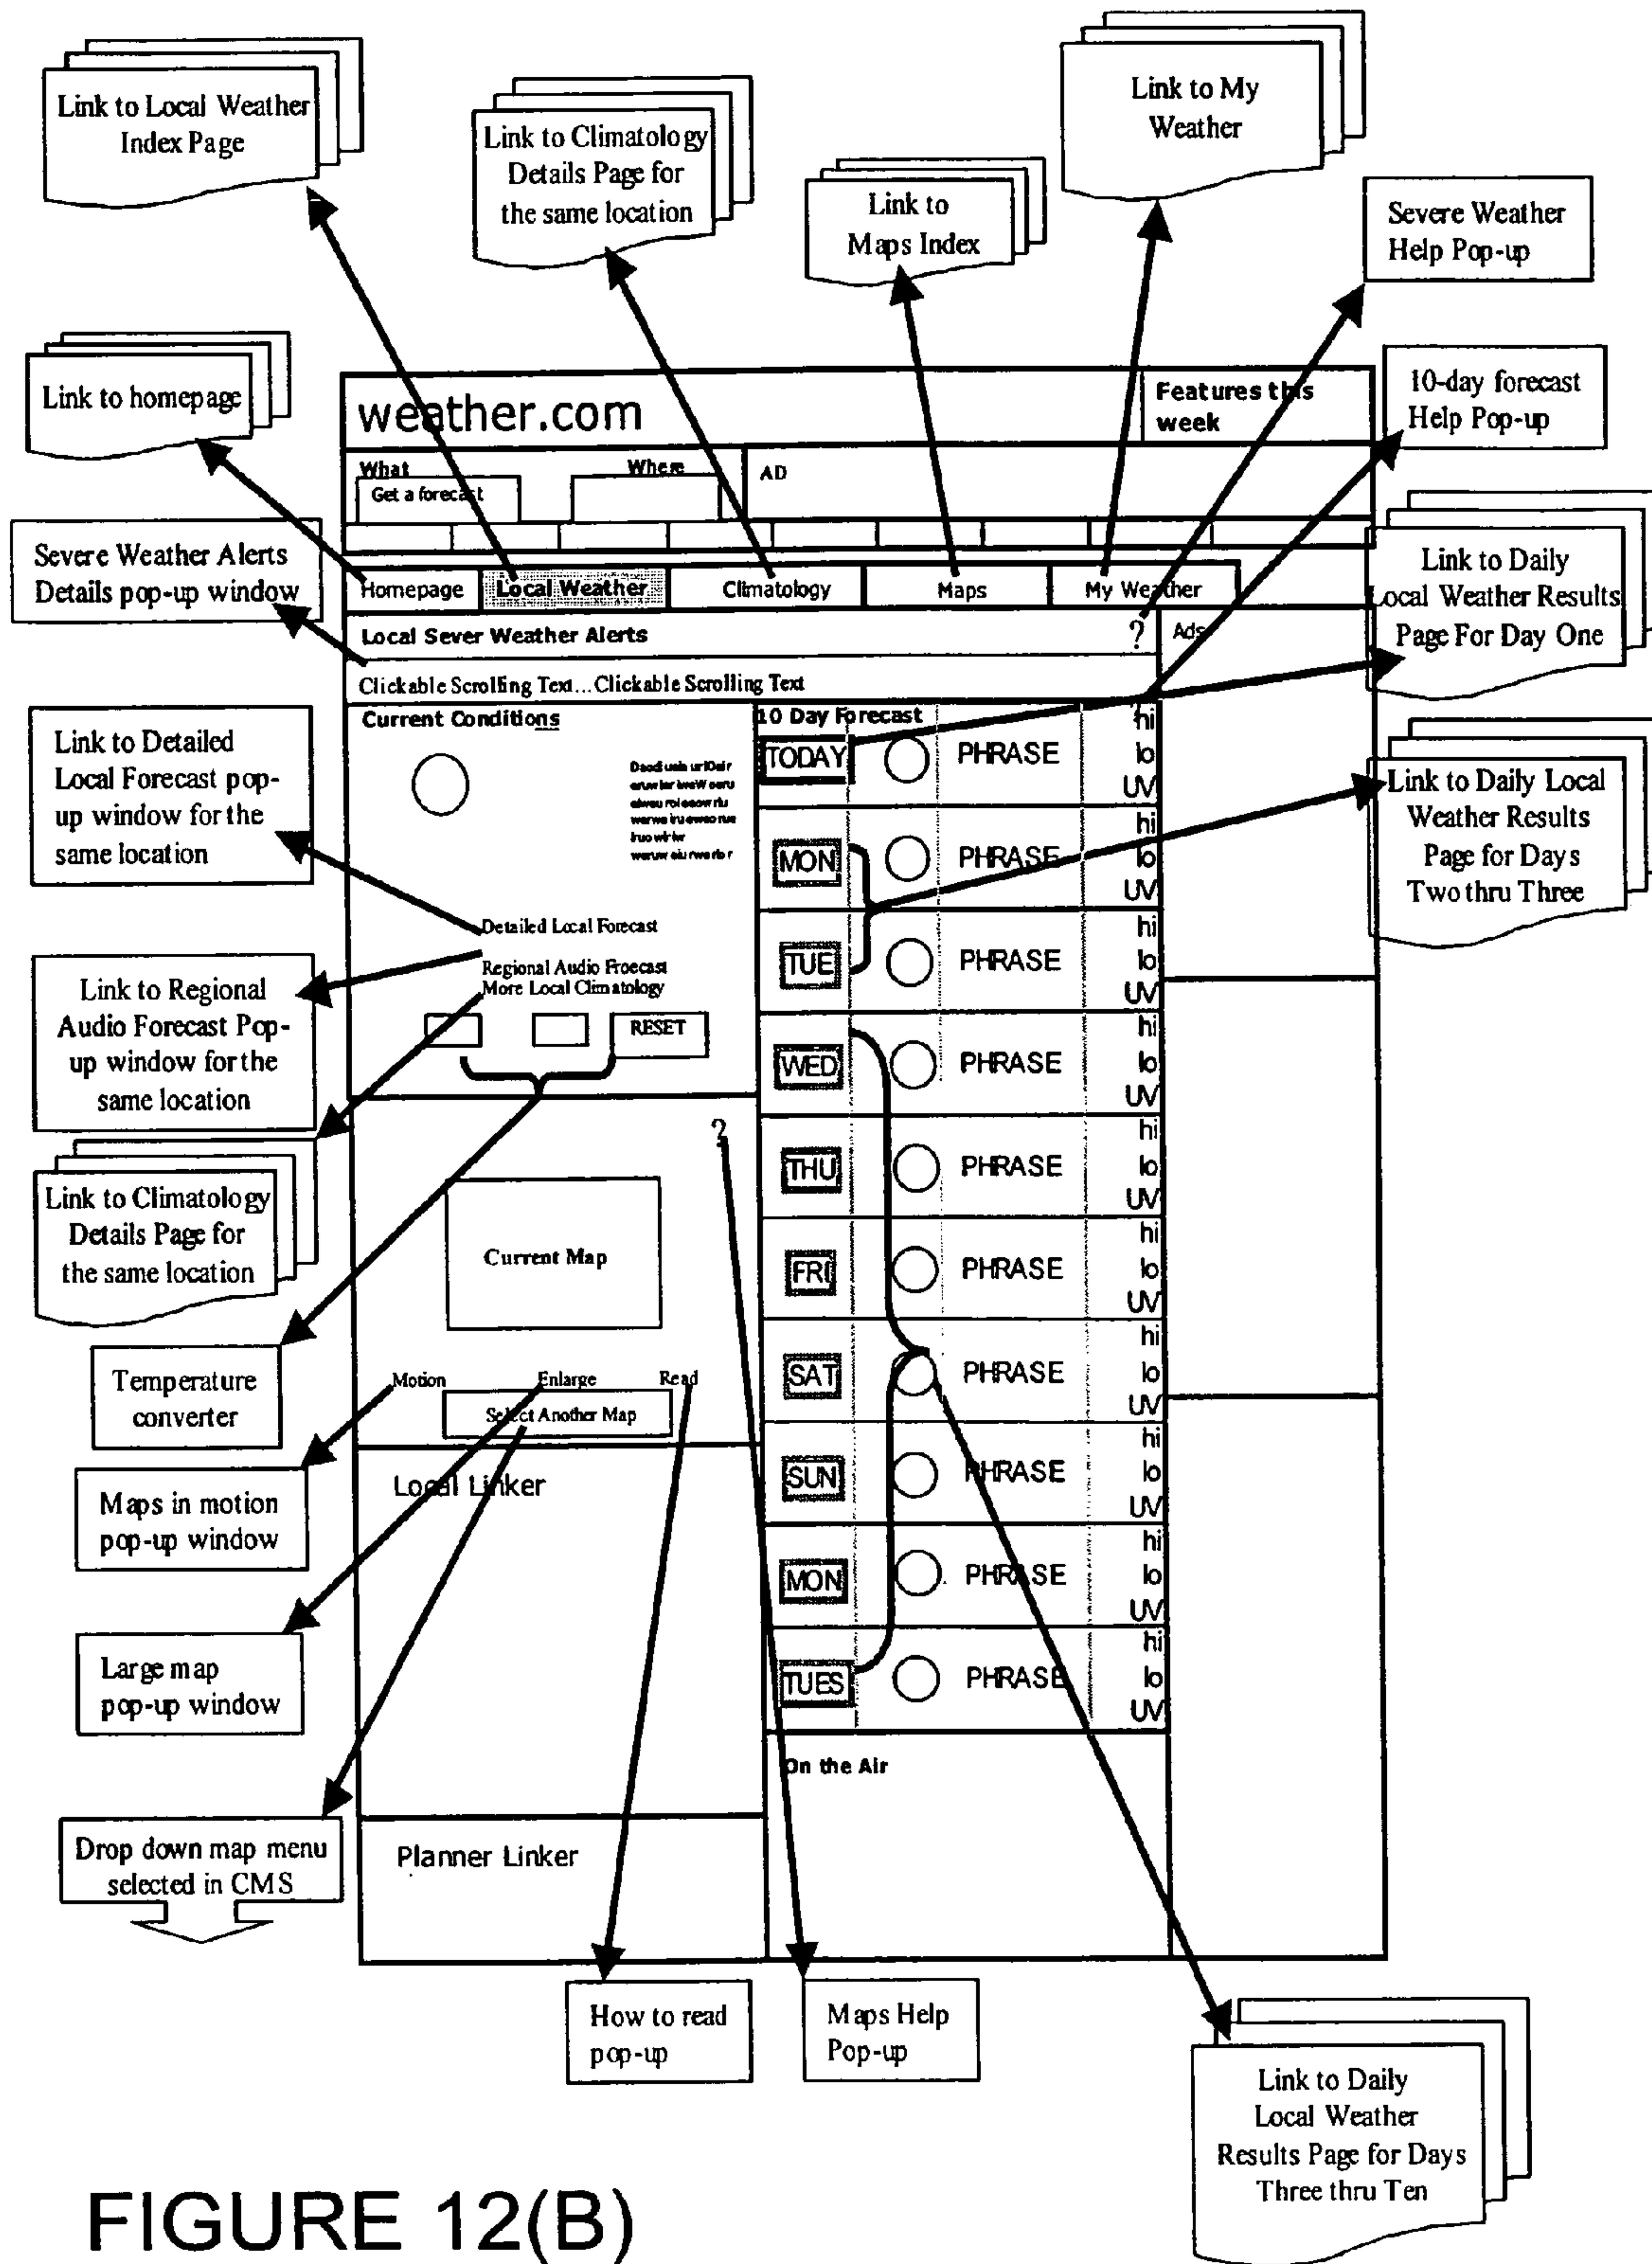 Link to Local Weather
Index Page
Link to Climatology
Details Page for
the same location
Link to
Maps Index
Link to My
Weather
Severe Weather
Help Pop-up
Link to homepage
10-day forecast
Help Pop-up
weather.com
Features this
week
What
Where
AD
Get a forecast
Severe Weather Alerts
Details pop-up window
Homepage
Local Weather
Climatology
Maps
My Weather
Link to Daily
Local Weather Results
Page For Day One
Local Sever Weather Alerts
?
Ads
Clickable Scrolling Text...Clickable Scrolling Text
Current Conditions
10 Day Forecast
Link to Detailed
Local Forecast pop-
up window for the
same location
TODAY
PHRASE
hi
lo
UV
Link to Daily Local
Weather Results
Page for Days
Two thru Three
MON
PHRASE
hi
lo
UV
Detailed Local Forecast
TUE
PHRASE
hi
lo
UV
Link to Regional
Audio Forecast Pop-
up window for the
same location
Regional Audio Froecast
More Local Climatology
RESET
WED
PHRASE
hi
lo
UV
?
THU
PHRASE
hi
lo
UV
Link to Climatology
Details Page for
the same location
Current Map
FRI
PHRASE
hi
lo
UV
Temperature
converter
Motion
Enlarge
Read
Select Another Map
SAT
PHRASE
hi
lo
UV
Maps in motion
pop-up window
Local Linker
SUN
PHRASE
hi
lo
UV
MON
PHRASE
hi
lo
UV
Large map
pop-up window
TUES
PHRASE
hi
lo
UV
On the Air
Drop down map menu
selected in CMS
Planner Linker
How to read
pop-up
Maps Help
Pop-up
Link to Daily
Local Weather
Results Page for Days
Three thru Ten
FIGURE 12(B)